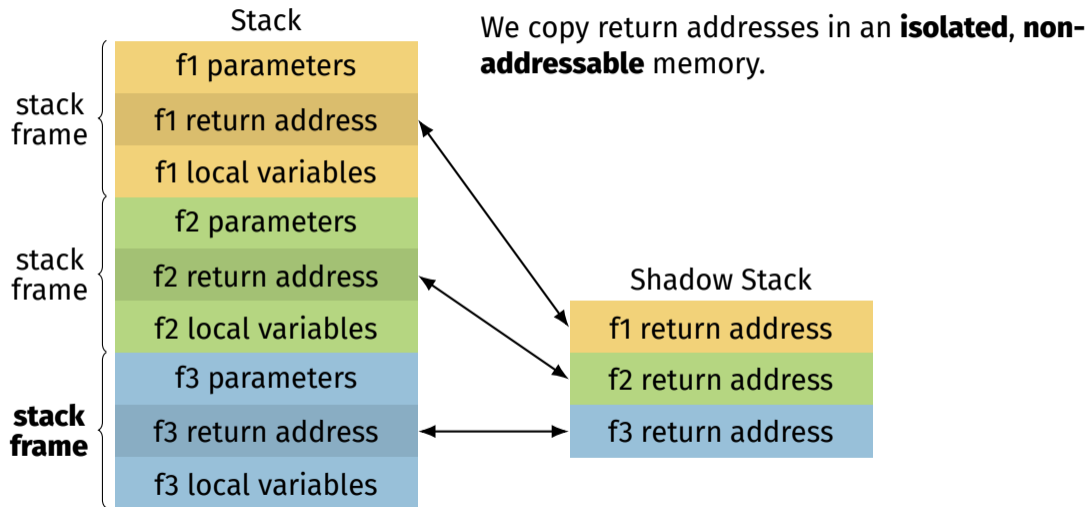 Stack
We copy return addresses in an isolated, non-
addressable memory.
stack
frame
f1 parameters
f1 return address
f1 local variables
stack
frame
f2 parameters
f2 return address
f2 local variables
stack
frame
f3 parameters
f3 return address
f3 local variables
Shadow Stack
f1 return address
f2 return address
f3 return address